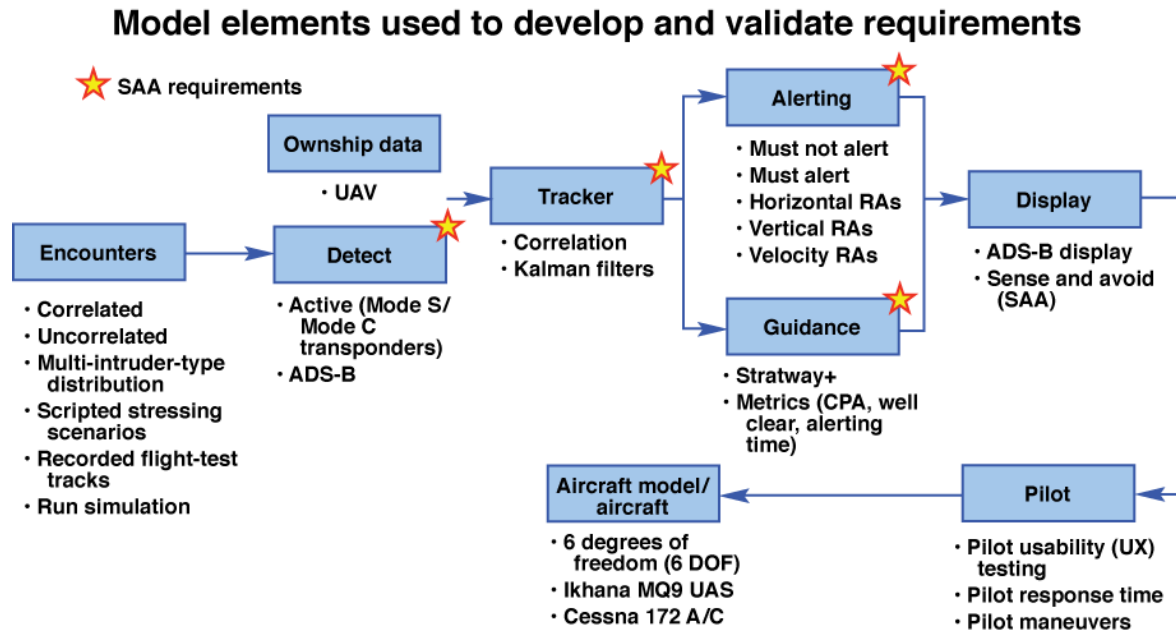 Model elements used to develop and validate requirements
SAA requirements
Ownship data
• UAV
Encounters
• Correlated
• Uncorrelated
• Multi-intruder-type
distribution
• Scripted stressing
scenarios
• Recorded flight-test
tracks
• Run simulation
Detect
• Active (Mode S/
Mode C
transponders)
• ADS-B
Tracker
• Correlation
• Kalman filters
Alerting
• Must not alert
• Must alert
• Horizontal RAs
• Vertical RAs
• Velocity RAs
Guidance
• Stratway+
• Metrics (CPA, well
clear, alerting
time)
Display
• ADS-B display
• Sense and avoid
(SAA)
Pilot
• Pilot usability (UX)
testing
• Pilot response time
• Pilot maneuvers
Aircraft model/
aircraft
• 6 degrees of
freedom (6 DOF)
• Ikhana MQ9 UAS
• Cessna 172 A/C